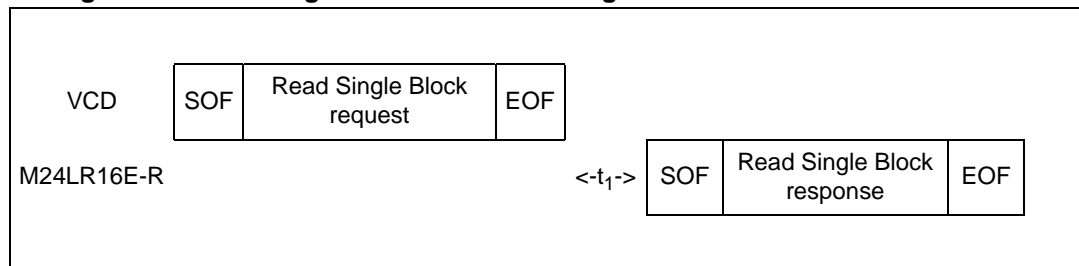 VCD
SOF
Read Single Block
request
EOF
M24LR16E-R
<-t1->
SOF
Read Single Block
response
EOF